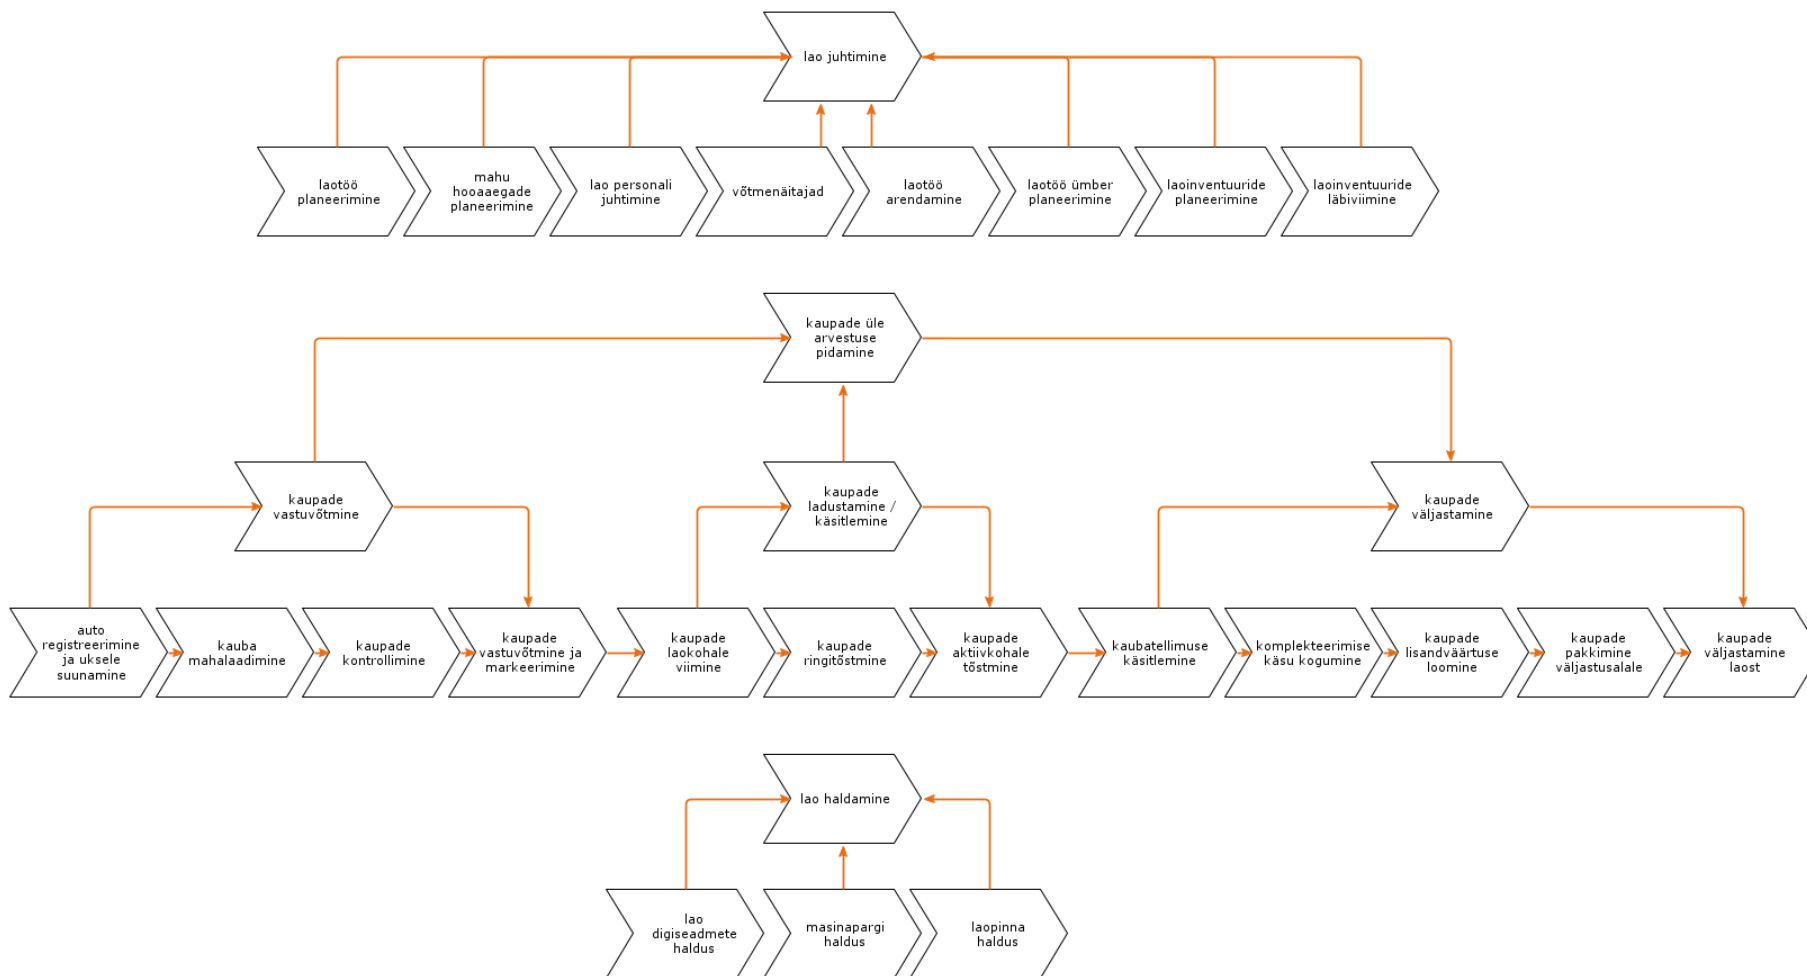 lao juhtimine
laotöö
planeerimine
mahu
hooaaegade
planeerimine
lao personali
juhtimine
võtmenäitajad
laotöö
arendamine
laotöö ümber
planeerimine
laoinventuuride
planeerimine
laoinventuuride
läbiviimine
kaupade üle
arvestuse
pidamine
kaupade
vastuvõtmine
kaupade
ladustamine /
käsitlemine
kaupade
väljastamine
auto
registreerimine
ja uksele
suunamine
kauba
mahalaadimine
kaupade
kontrollimine
kaupade
vastuvõtmine ja
markeerimine
kaupade
laokohale
viimine
kaupade
ringitõstmine
kaupade
aktiivkohale
tõstmine
kaubatellimuse
käsitlemine
komplekteerimise
käsu kogumine
kaupade
lisandväärtuse
loomine
kaupade
pakkimine
väljastusalale
kaupade
väljastamine
laost
lao haldamine
lao
digiseadmete
haldus
masinapargi
haldus
laopinna
haldus